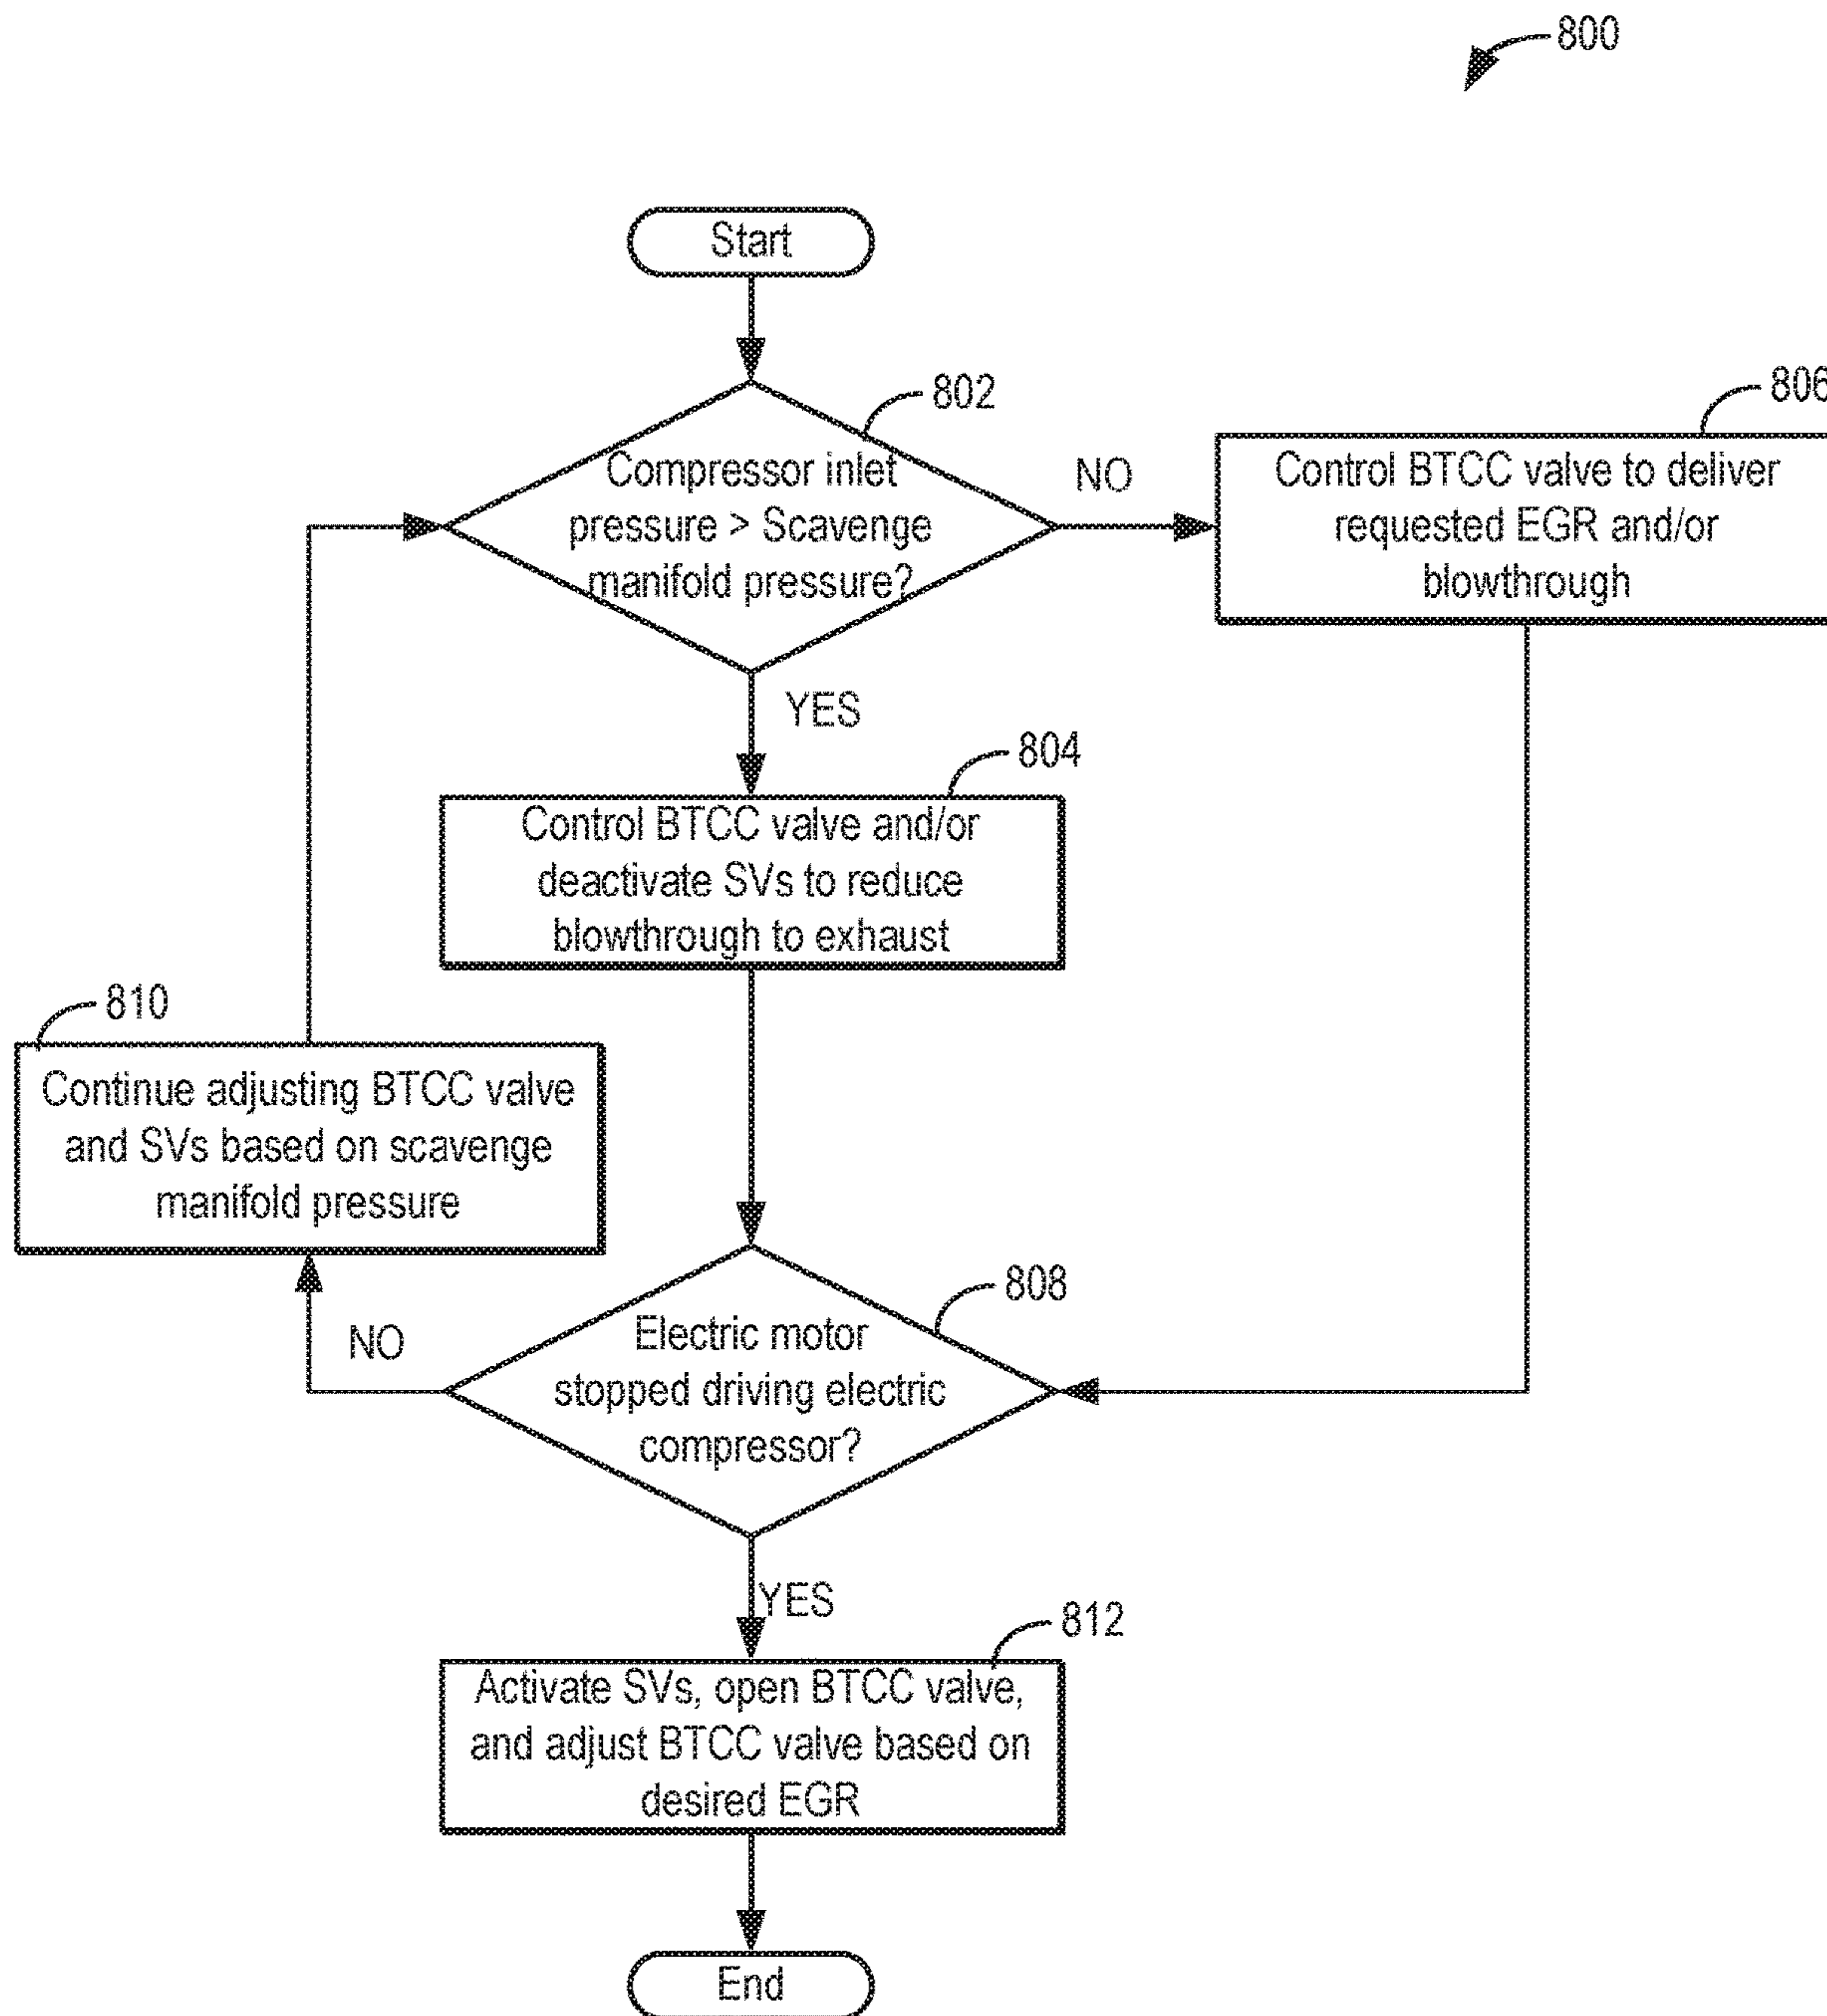 800
Start
802
Compressor inlet
pressure > Scavenge
manifold pressure?
NO
806
Control BTCC valve to deliver
requested EGR and/or
blowthrough
YES
804
Control BTCC valve and/or
deactivate SVs to reduce
blowthrough to exhaust
810
Continue adjusting BTCC valve
and SVs based on scavenge
manifold pressure
808
Electric motor
stopped driving electric
compressor?
NO
YES
812
Activate SVs, open BTCC valve,
and adjust BTCC valve based on
desired EGR
End